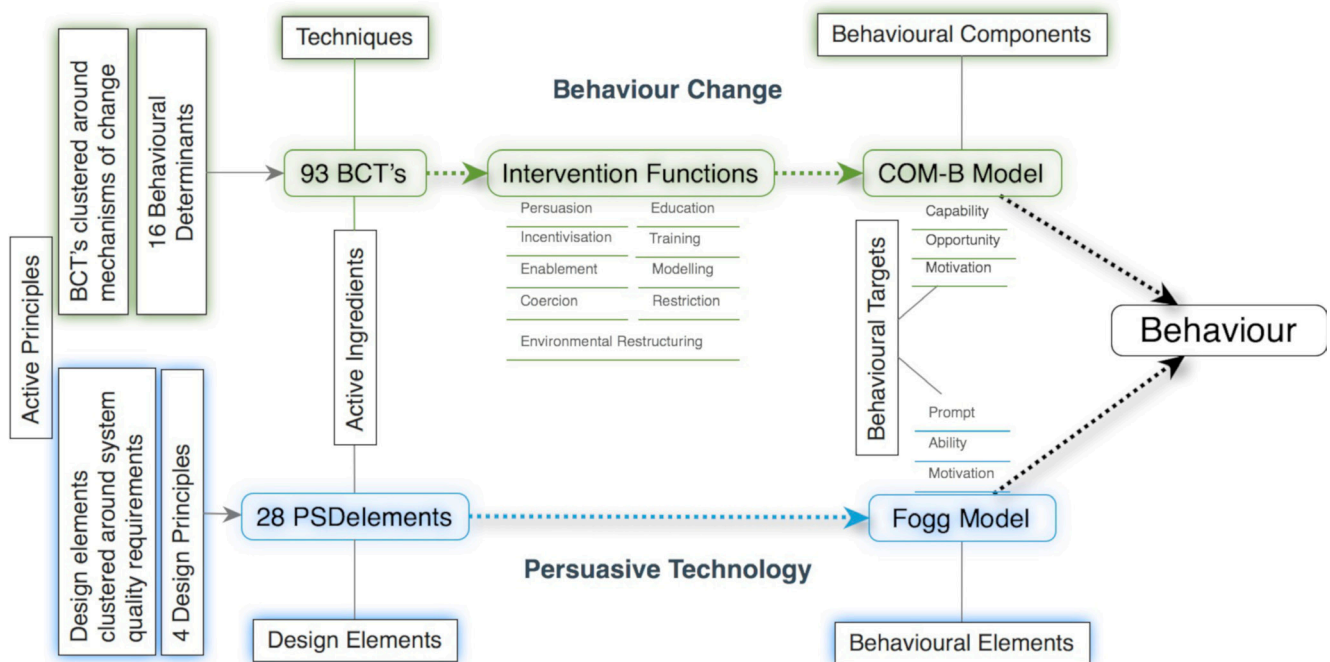 Techniques
Behavioural Components
Behaviour Change
BCT's clustered around
mechanisms of change
16 Behavioural
Determinants
93 BCT's
Intervention Functions
COM-B Model
Persuasion
Education
Incentivisation
Training
Enablement
Modelling
Coercion
Restriction
Environmental Restructuring
Capability
Opportunity
Motivation
Active Principles
Active Ingredients
Behavioural Targets
Behaviour
Design elements
clustered around system
quality requirements
4 Design Principles
28 PSDelements
Prompt
Ability
Motivation
Fogg Model
Persuasive Technology
Design Elements
Behavioural Elements